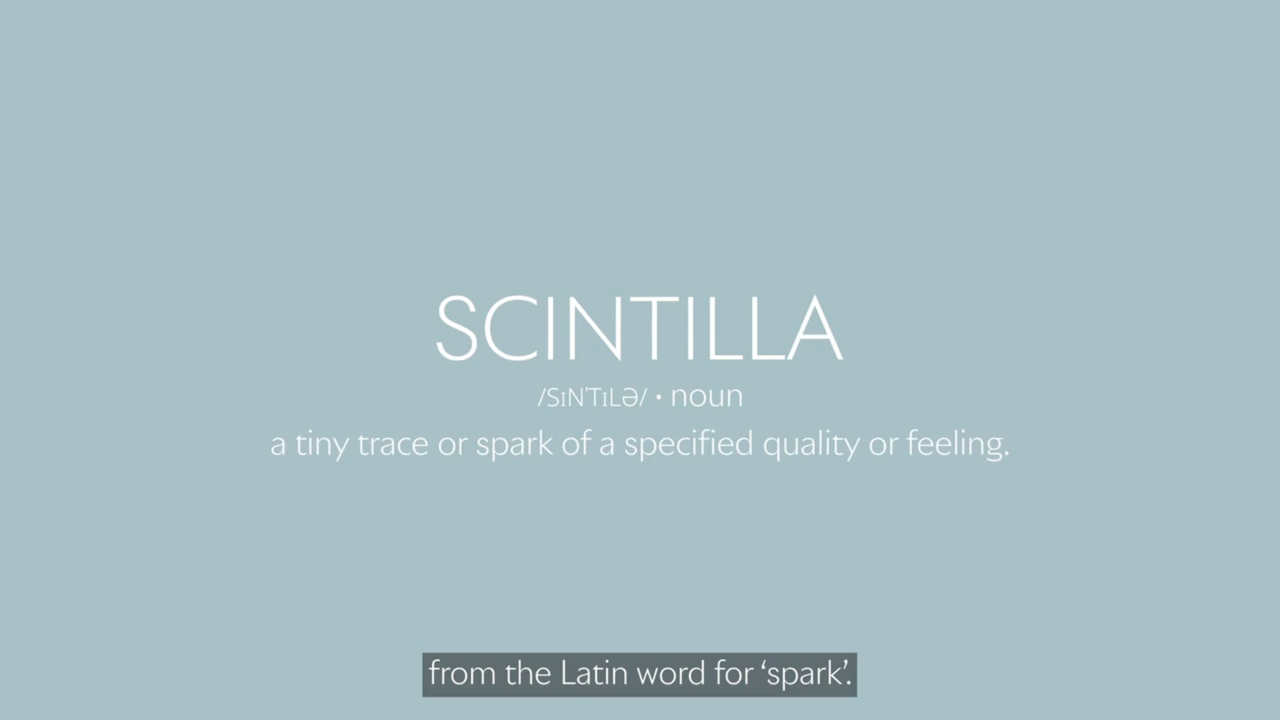 SCINTILLA
/SɪN'TɪLƏ/ • noun
a tiny trace or spark of a specified quality or feeling.
from the Latin word for ‘spark’.